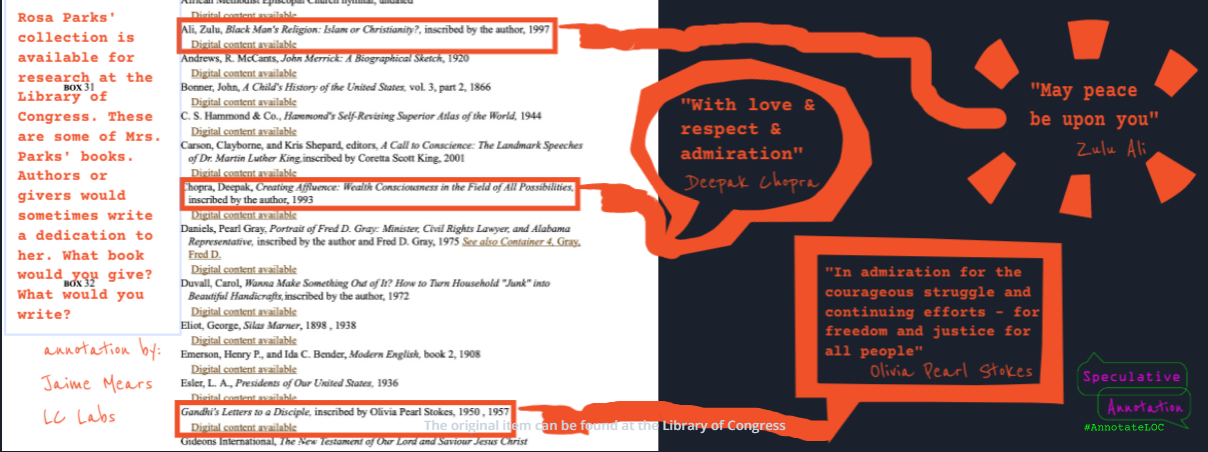 Rosa Parks'
collection is
available for
research at the
Library of
Congress. These
are some of Mrs.
Parks' books.
Authors or
givers would
sometimes write
a dedication to
her. What book
would you give?
What would you
write?
annotation by:
Jaime Mears
LC Labs
African Methodist Episcopal Church hymnal, undated
Digital content available
Ali, Zulu, Black Man's Religion: Islam or Christianity?, inscribed by the author, 1997
Digital content available
Andrews, R. McCants, John Merrick: A Biographical Sketch, 1920
Digital content available
BOX 31
Bonner, John, A Child's History of the United States, vol. 3, part 2, 1866
Digital content available
C. S. Hammond & Co., Hammond's Self-Revising Superior Atlas of the World, 1944
Digital content available
Carson, Clayborne, and Kris Shepard, editors, A Call to Conscience: The Landmark Speeches
of Dr. Martin Luther King, inscribed by Coretta Scott King, 2001
Digital content available
Chopra, Deepak, Creating Affluence: Wealth Consciousness in the Field of All Possibilities,
inscribed by the author, 1993
Digital content available
Daniels, Pearl Gray, Portrait of Fred D. Gray: Minister, Civil Rights Lawyer, and Alabama
Representative, inscribed by the author and Fred D. Gray, 1975 See also Container 4, Gray,
Fred D.
Digital content available
BOX 32
Duvall, Carol, Wanna Make Something Out of It? How to Turn Household "Junk" into
Beautiful Handicrafts, inscribed by the author, 1972
Digital content available
Eliot, George, Silas Marner, 1898 , 1938
Digital content available
Emerson, Henry P., and Ida C. Bender, Modern English, book 2, 1908
Digital content available
Esler, L. A., Presidents of Our United States, 1936
Digital content available
Gandhi's Letters to a Disciple, inscribed by Olivia Pearl Stokes, 1950 , 1957
Digital content available
Gideons International, The New Testament of Our Lord and Saviour Jesus Christ
"With love &
respect &
admiration"
Deepak Chopra
"May peace
be upon you"
Zulu Ali
"In admiration for the
courageous struggle and
continuing efforts - for
freedom and justice for
all people"
Olivia Pearl Stokes
The original item can be found at the Library of Congress
Speculative
Annotation
#AnnotateLOC